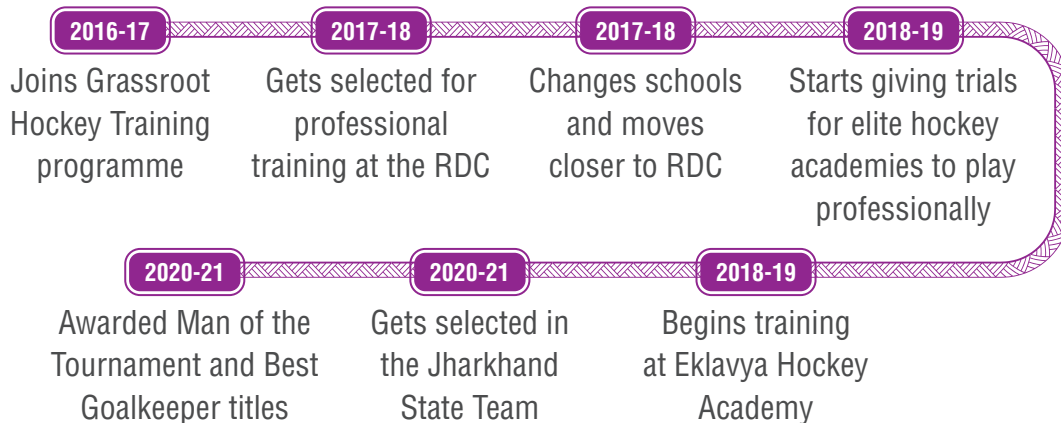 2016-17
Joins Grassroot
Hockey Training
programme
2017-18
Gets selected for
professional
training at the RDC
2017-18
Changes schools
and moves
closer to RDC
2018-19
Starts giving trials
for elite hockey
academies to play
professionally
2018-19
Begins training
at Eklavya Hockey
Academy
2020-21
Gets selected in
the Jharkhand
State Team
2020-21
Awarded Man of the
Tournament and Best
Goalkeeper titles